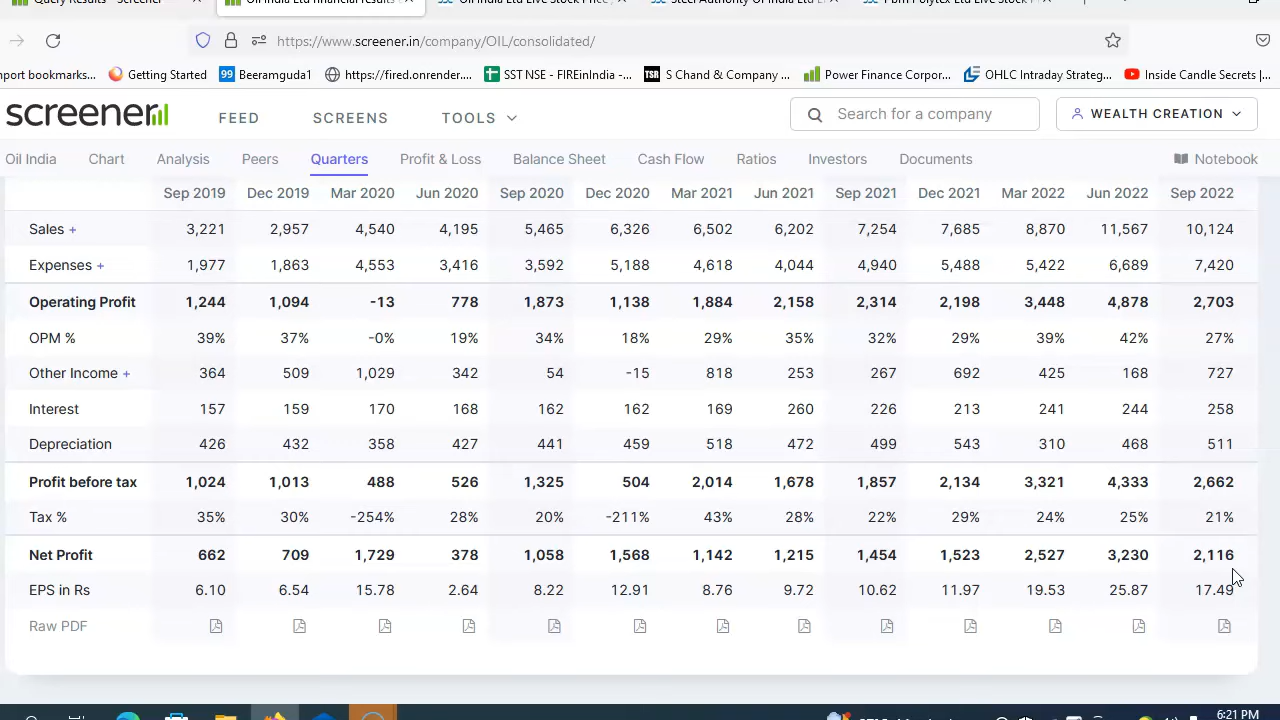 https://www.screener.in/company/OIL/consolidated/
mport bookmarks... Getting Started Beeranguda1 https://fired.onrender.... SST NSE - FIREinIndia -... S Chand & Company ... Power Finance Corpor... OHLC Intraday Strateg... Inside Candle Secrets |...
screener FEED SCREENS TOOLS Search for a company WEALTH CREATION
Oil India Chart Analysis Peers Quarters Profit & Loss Balance Sheet Cash Flow Ratios Investors Documents Notebook
Sep 2019 Dec 2019 Mar 2020 Jun 2020 Sep 2020 Dec 2020 Mar 2021 Jun 2021 Sep 2021 Dec 2021 Mar 2022 Jun 2022 Sep 2022
Sales + 3,221 2,957 4,540 4,195 5,465 6,326 6,502 6,202 7,254 7,685 8,870 11,567 10,124
Expenses + 1,977 1,863 4,553 3,416 3,592 5,188 4,618 4,044 4,940 5,488 5,422 6,689 7,420
Operating Profit 1,244 1,094 -13 778 1,873 1,138 1,884 2,158 2,314 2,198 3,448 4,878 2,703
OPM % 39% 37% -0% 19% 34% 18% 29% 35% 32% 29% 39% 42% 27%
Other Income + 364 509 1,029 342 54 -15 818 253 267 692 425 168 727
Interest 157 159 170 168 162 162 169 260 226 213 241 244 258
Depreciation 426 432 358 427 441 459 518 472 499 543 310 468 511
Profit before tax 1,024 1,013 488 526 1,325 504 2,014 1,678 1,857 2,134 3,321 4,333 2,662
Tax % 35% 30% -254% 28% 20% -211% 43% 28% 22% 29% 24% 25% 21%
Net Profit 662 709 1,729 378 1,058 1,568 1,142 1,215 1,454 1,523 2,527 3,230 2,116
EPS in Rs 6.10 6.54 15.78 2.64 8.22 12.91 8.76 9.72 10.62 11.97 19.53 25.87 17.49
Raw PDF
6:21 PM